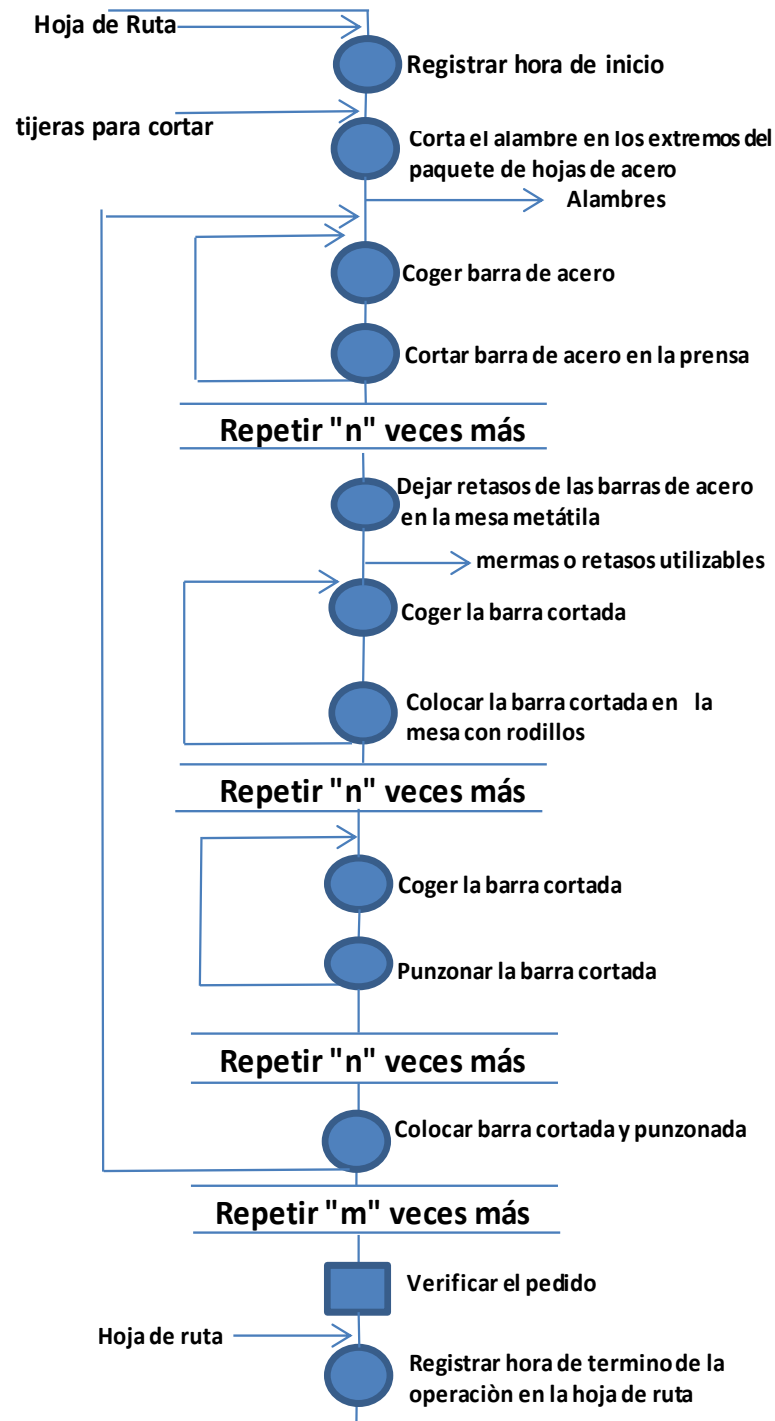 Hoja de Ruta
Registrar hora de inicio
tijeras para cortar
Corta el alambre en los extremos del
paquete de hojas de acero
Alambres
Coger barra de acero
Cortar barra de acero en la prensa
Repetir "n" veces más
Dejar retasos de las barras de acero
en la mesa metátila
mermas o retasos utilizables
Coger la barra cortada
Colocar la barra cortada en la
mesa con rodillos
Repetir "n" veces más
Coger la barra cortada
Punzonar la barra cortada
Repetir "n" veces más
Colocar barra cortada y punzonada
Repetir "m" veces más
Verificar el pedido
Hoja de ruta
Registrar hora de termino de la
operaciòn en la hoja de ruta